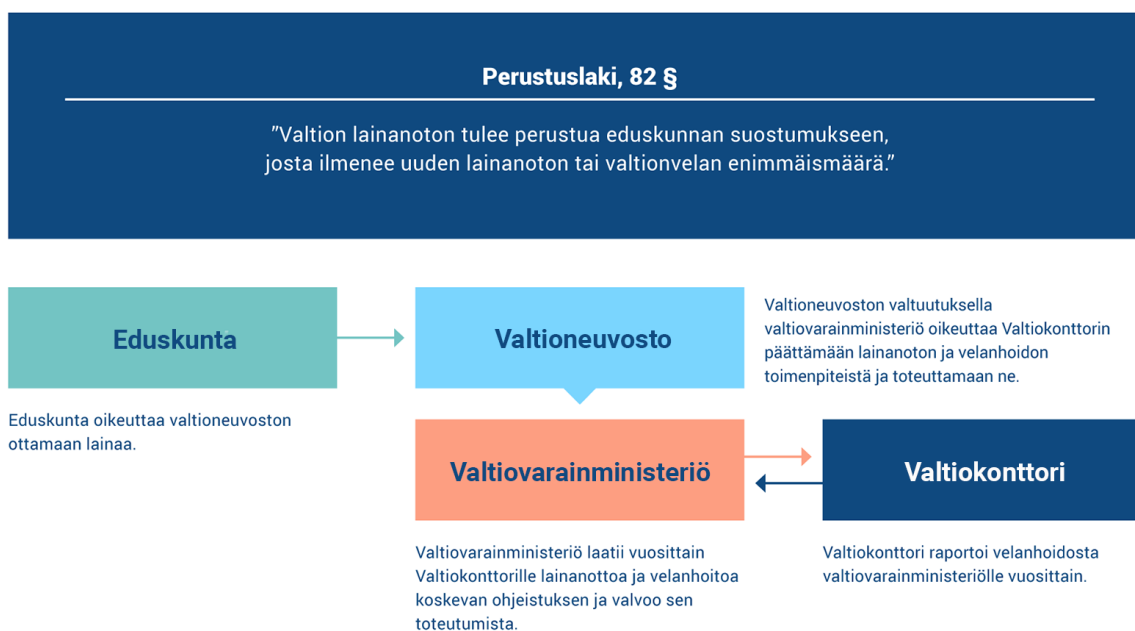 Perustuslaki, 82 §
”Valtion lainanoton tulee perustua eduskunnan suostumukseen,
josta ilmenee uuden lainanoton tai valtionvelan enimmäismäärä.”
Eduskunta
Eduskunta oikeuttaa valtioneuvoston
ottamaan lainaa.
Valtioneuvosto
Valtioneuvoston valtuutuksella
valtiovarainministeriö oikeuttaa Valtiokonttorin
päättämään lainanoton ja velanhoidon
toimenpiteistä ja toteuttamaan ne.
Valtiovarainministeriö
Valtiovarainministeriö laatii vuosittain
Valtiokonttorille lainanottoa ja velanhoitoa
koskevan ohjeistuksen ja valvoo sen
toteutumista.
Valtiokonttori
Valtiokonttori raportoi velanhoidosta
valtiovarainministeriölle vuosittain.